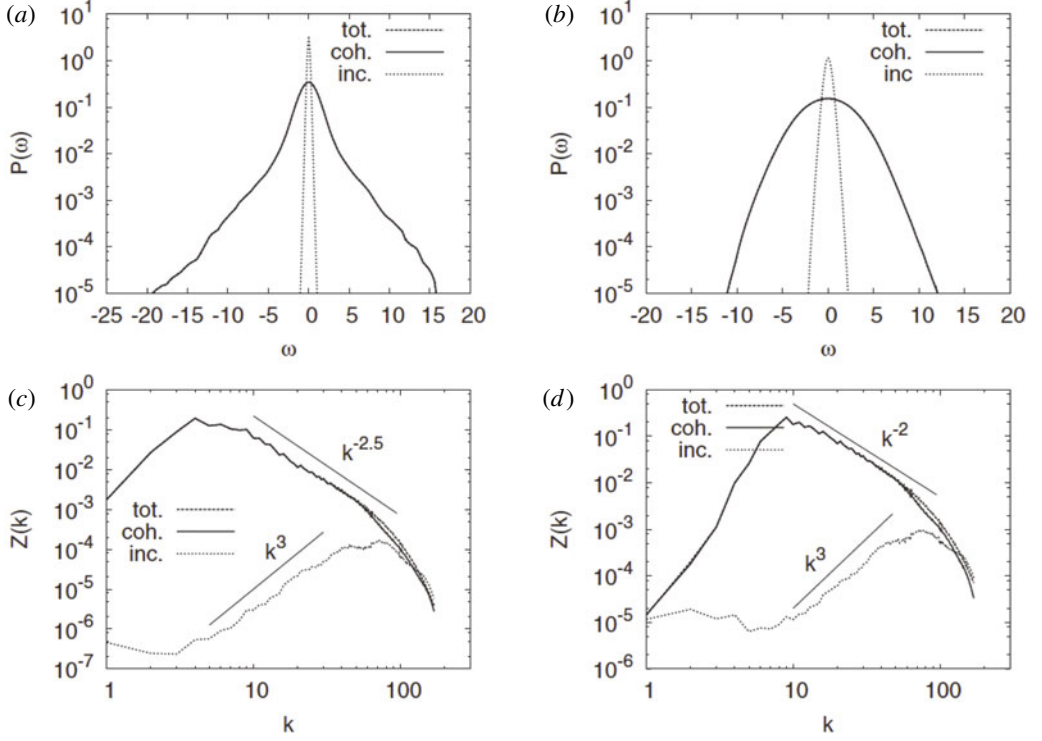 (a)
10^1
10^0
10^-1
10^-2
10^-3
10^-4
10^-5
P(ω)
tot.
coh.
inc.
-25 -20 -15 -10 -5 0 5 10 15 20
ω
(b)
10^1
10^0
10^-1
10^-2
10^-3
10^-4
10^-5
P(ω)
tot.
coh.
inc
-20 -15 -10 -5 0 5 10 15 20
ω
(c)
10^0
10^-1
10^-2
10^-3
10^-4
10^-5
10^-6
10^-7
Z(k)
k^-2.5
tot.
coh.
inc.
k^3
1 10 100
k
(d)
10^0
10^-1
10^-2
10^-3
10^-4
10^-5
10^-6
Z(k)
tot.
coh.
inc.
k^-2
k^3
1 10 100
k